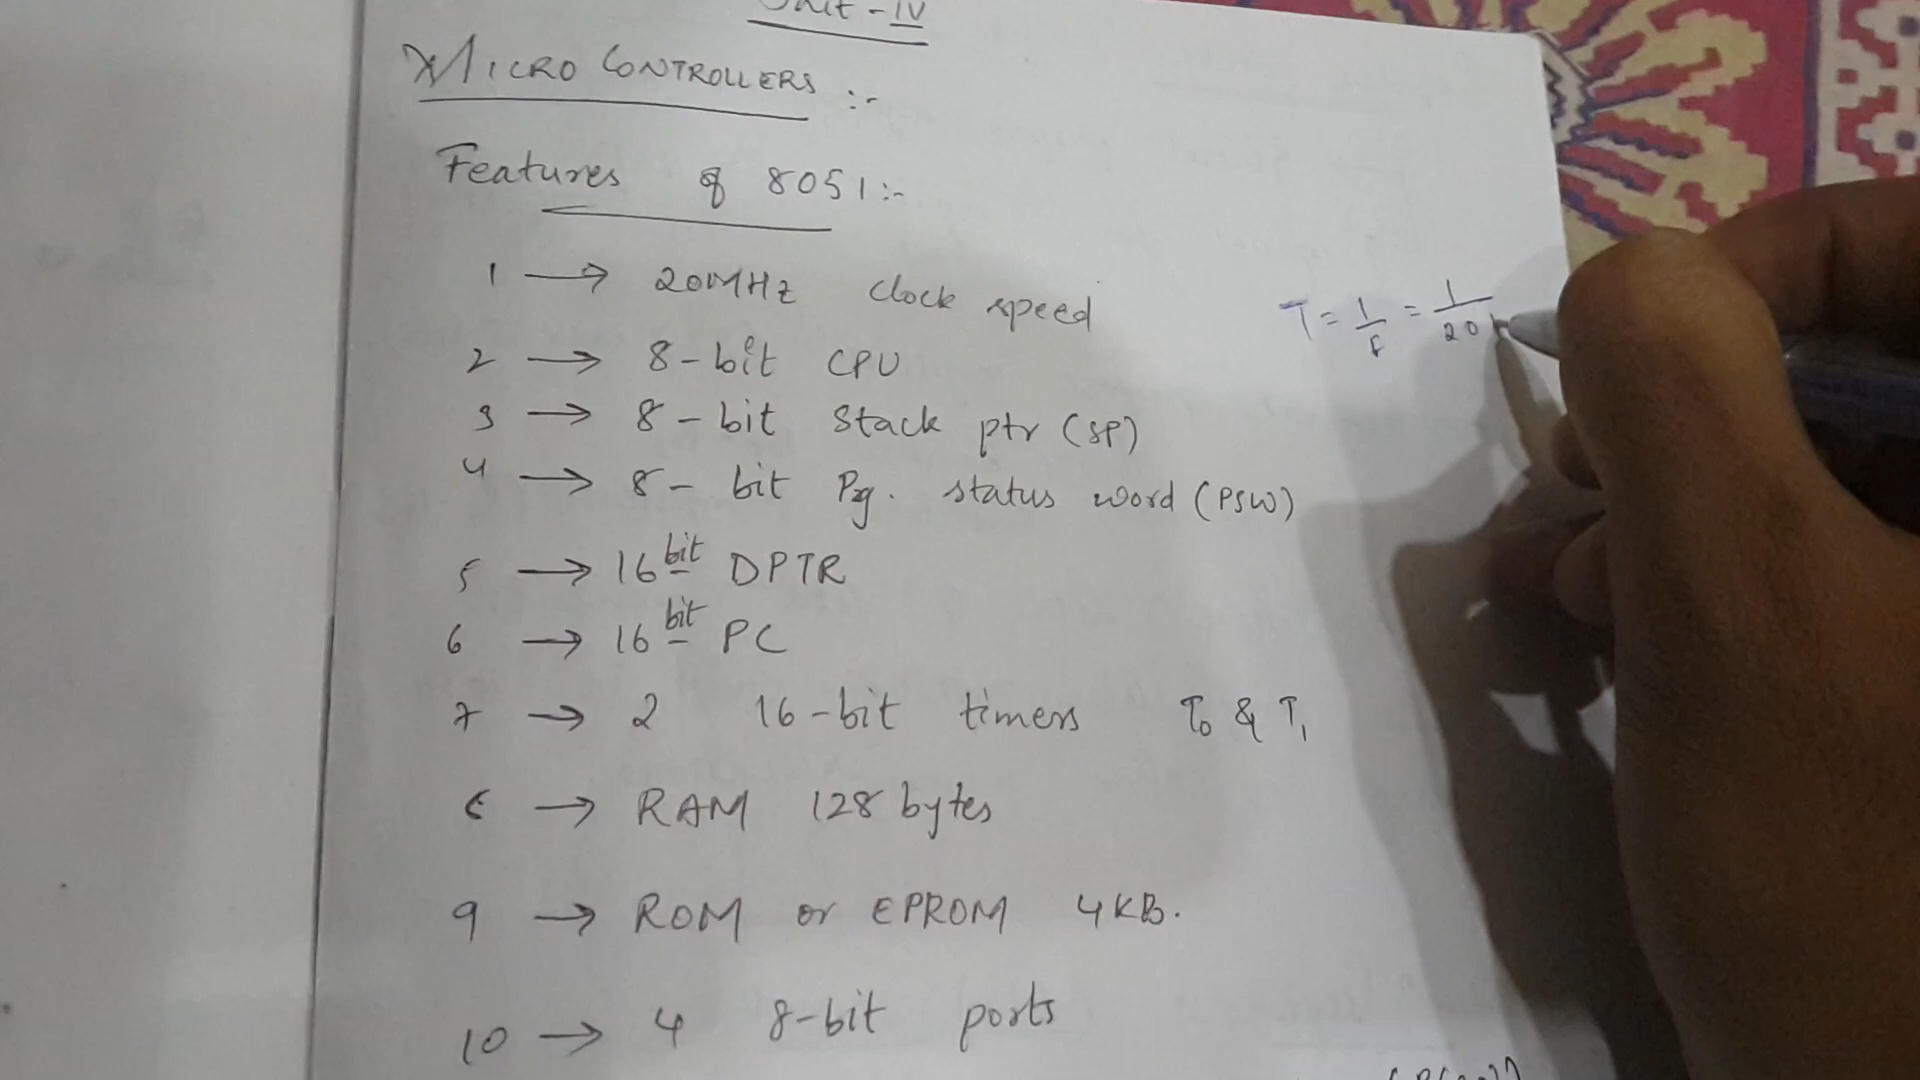 Unit - IV
MICRO CONTROLLERS :-
Features of 8051:-
1 → 20MHz clock speed
T = 1/f = 1/20
2 → 8-bit CPU
3 → 8-bit Stack ptr (SP)
4 → 8-bit Prg. status word (PSW)
5 → 16 bit DPTR
6 → 16 bit PC
7 → 2 16-bit timers T0 & T1
8 → RAM 128 bytes
9 → ROM or EPROM 4KB.
10 → 4 8-bit ports